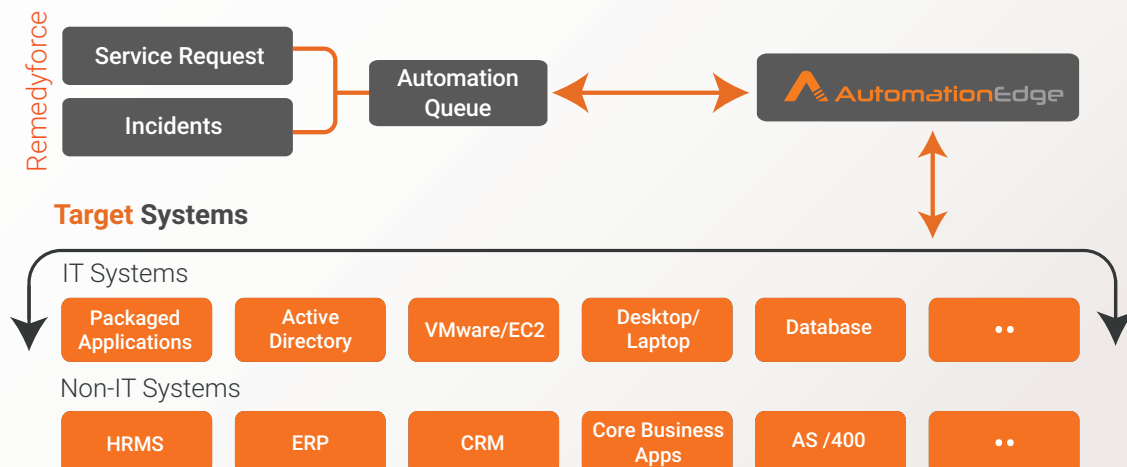 Remedyforce
Service Request
Incidents
Automation
Queue
AutomationEdge
Target Systems
IT Systems
Packaged
Applications
Active
Directory
VMware/EC2
Desktop/
Laptop
Database
••
Non-IT Systems
HRMS
ERP
CRM
Core Business
Apps
AS /400
••